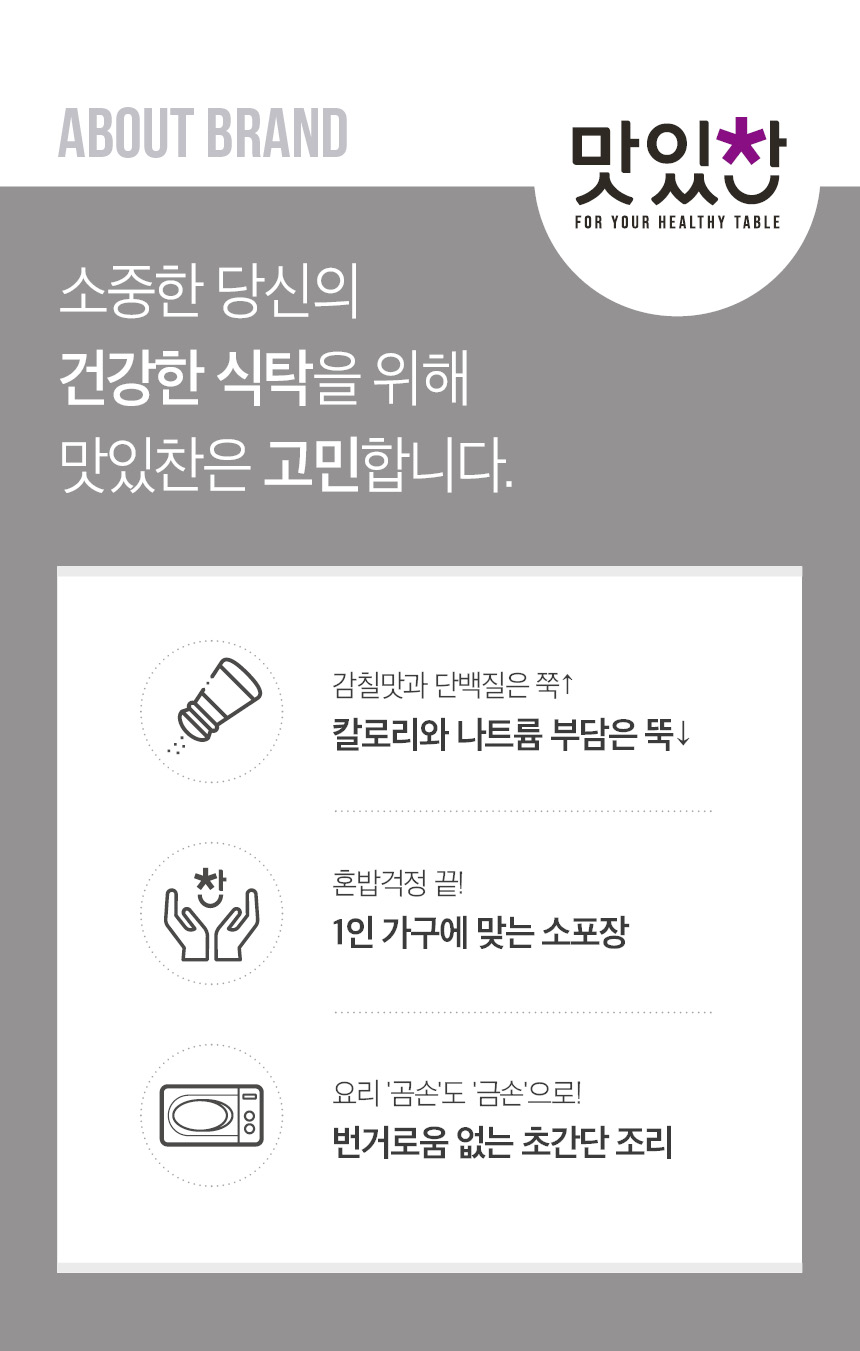 ABOUT BRAND
맛있찬
FOR YOUR HEALTHY TABLE
소중한 당신의
건강한 식탁을 위해
맛있찬은 고민합니다.
감칠맛과 단백질은 쭉↑
칼로리와 나트륨 부담은 뚝↓
찬
혼밥걱정 끝!
1인 가구에 맞는 소포장
요리 '곰손'도 '금손'으로!
번거로움 없는 초간단 조리